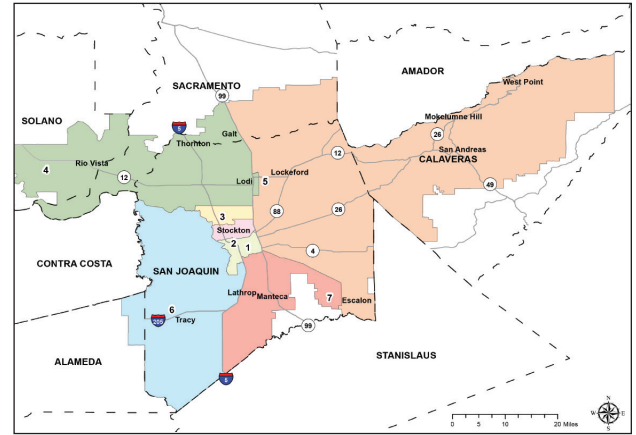 AMADOR
West Point
SACRAMENTO
99
SOLANO
5
Galt
Thornton
Mokelumne Hill
26
San Andreas
CALAVERAS
12
Rio Vista
4
12
Lodi
5
Lockeford
49
88
26
3
Stockton
2
1
4
CONTRA COSTA
SAN JOAQUIN
Lathrop
Manteca
7
Escalon
6
205
Tracy
99
ALAMEDA
STANISLAUS
5
N
W
E
S
0
5
10
20 Miles